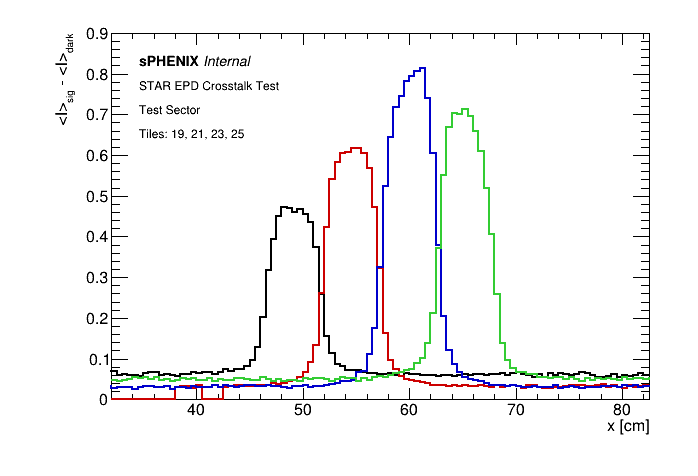 sPHENIX Internal
STAR EPD Crosstalk Test
Test Sector
Tiles: 19, 21, 23, 25
<I>sig - <I>dark
0.9
0.8
0.7
0.6
0.5
0.4
0.3
0.2
0.1
0
40 50 60 70 80
x [cm]